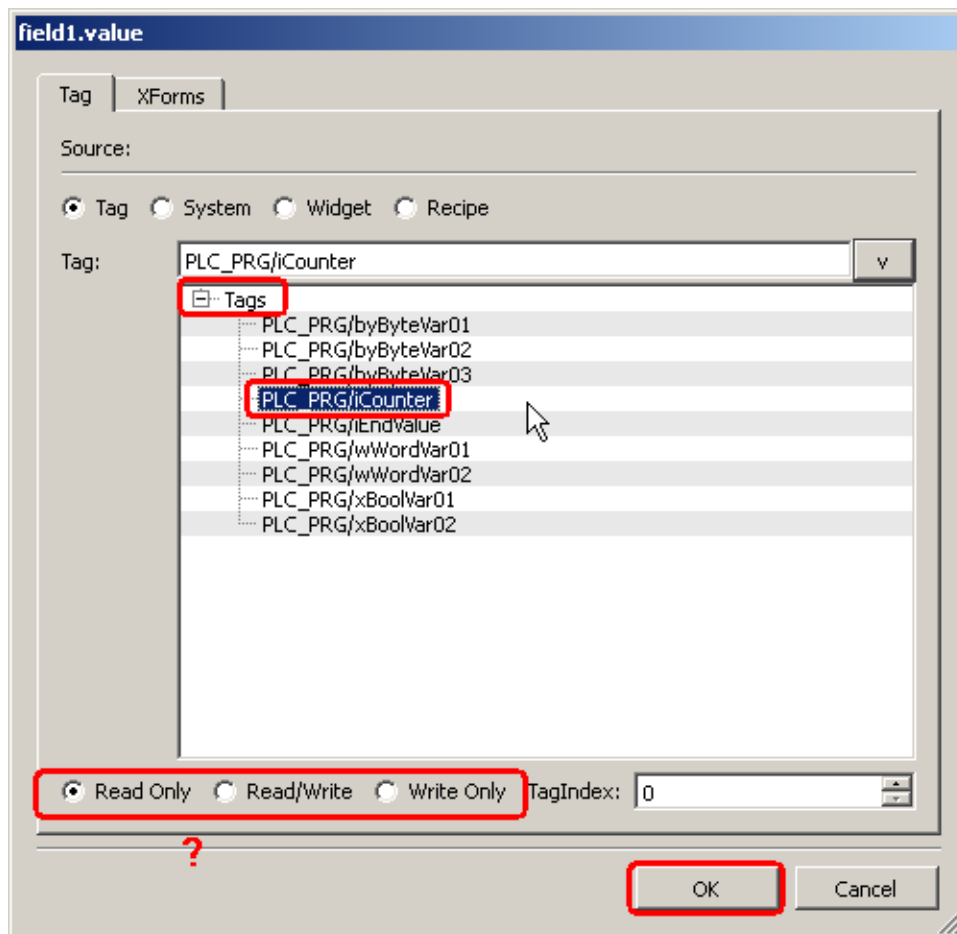 field1.value
Tag XForms
Source:
Tag System Widget Recipe
Tag: PLC_PRG/iCounter v
Tags
PLC_PRG/byByteVar01
PLC_PRG/byByteVar02
PLC_PRG/byByteVar03
PLC_PRG/iCounter
PLC_PRG/iEndValue
PLC_PRG/wWordVar01
PLC_PRG/wWordVar02
PLC_PRG/xBoolVar01
PLC_PRG/xBoolVar02
Read Only Read/Write Write Only TagIndex: 0
?
OK Cancel